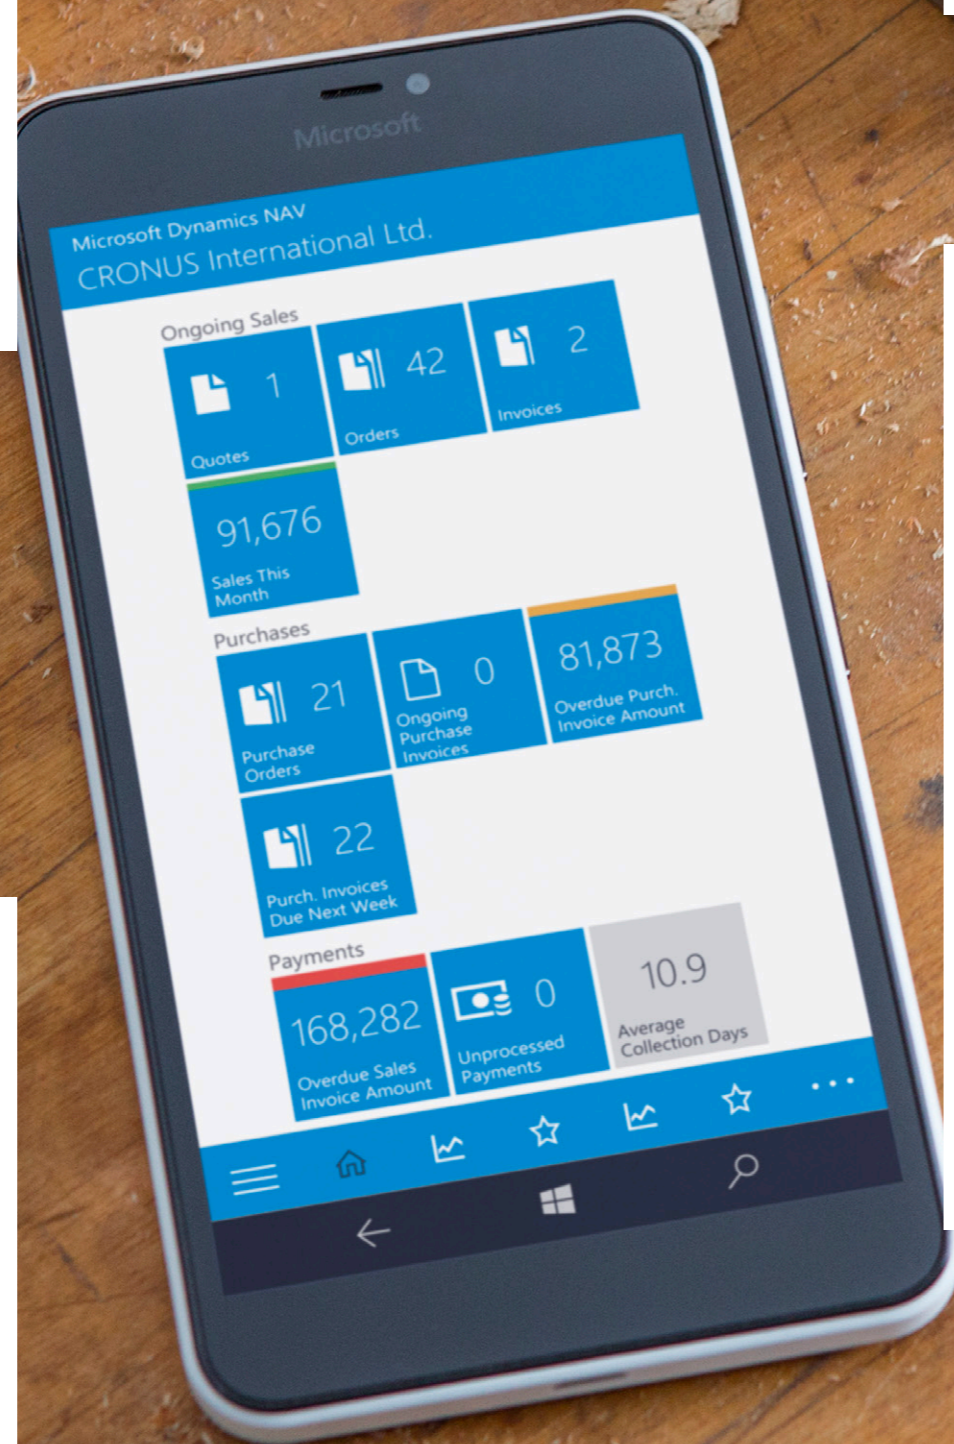 Microsoft
Microsoft Dynamics NAV
CRONUS International Ltd.
Ongoing Sales
1
Quotes
42
Orders
2
Invoices
91,676
Sales This
Month
Purchases
21
Purchase
Orders
0
Ongoing
Purchase
Invoices
81,873
Overdue Purch.
Invoice Amount
22
Purch. Invoices
Due Next Week
Payments
168,282
Overdue Sales
Invoice Amount
0
Unprocessed
Payments
10.9
Average
Collection Days